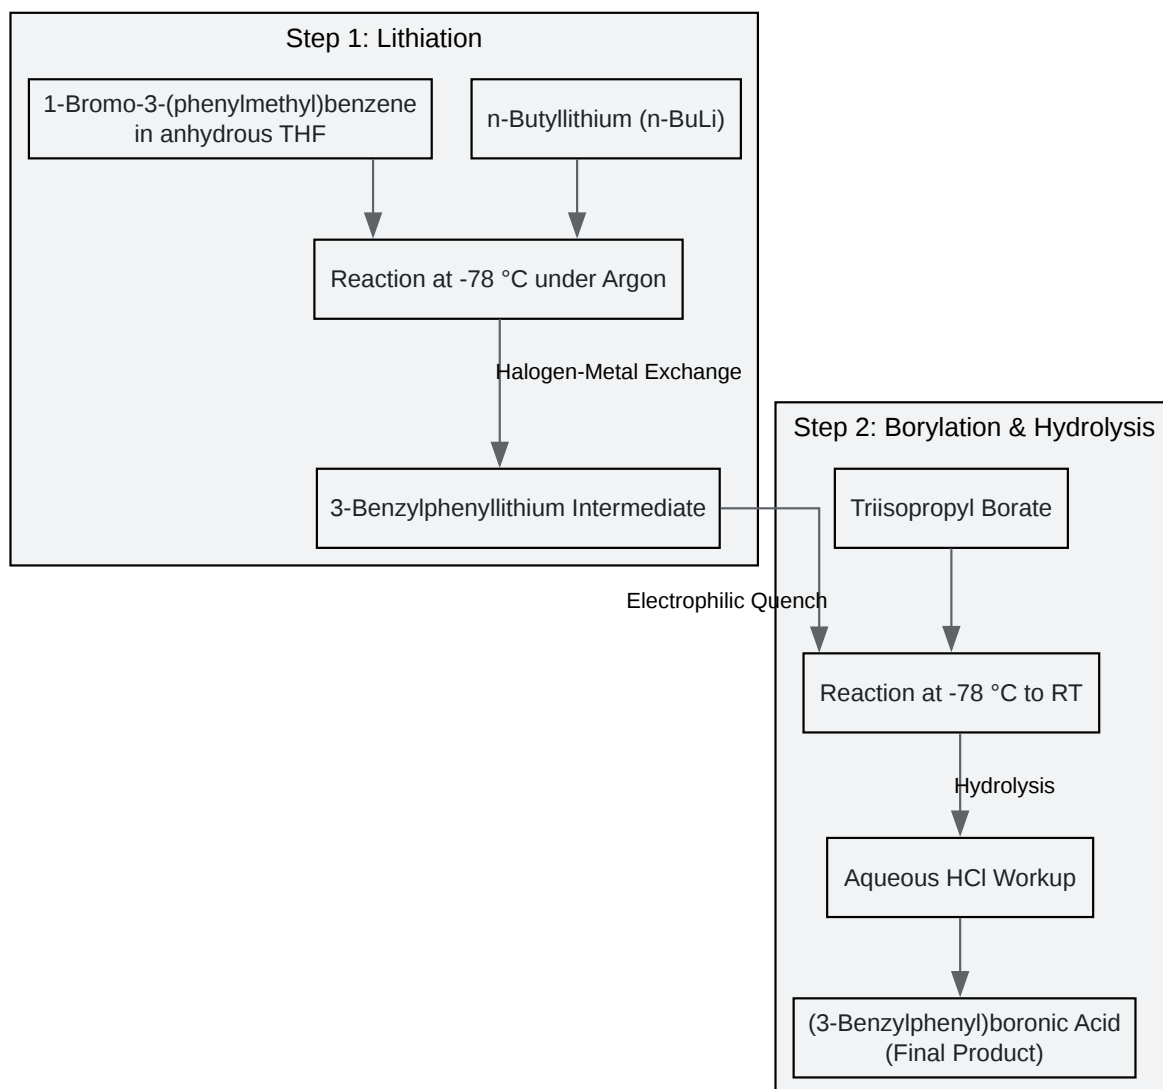 Step 1: Lithiation
1-Bromo-3-(phenylmethyl)benzene
in anhydrous THF
n-Butyllithium (n-BuLi)
Reaction at -78 °C under Argon
Halogen-Metal Exchange
3-Benzylphenyllithium Intermediate
Electrophilic Quench
Step 2: Borylation & Hydrolysis
Triisopropyl Borate
Reaction at -78 °C to RT
Hydrolysis
Aqueous HCl Workup
(3-Benzylphenyl)boronic Acid
(Final Product)